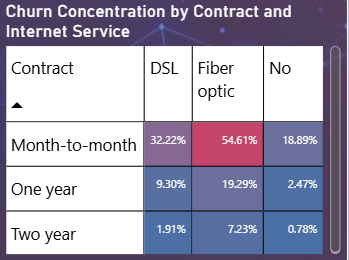 Churn Concentration by Contract and
Internet Service
Contract DSL Fiber optic No
Month-to-month 32.22% 54.61% 18.89%
One year 9.30% 19.29% 2.47%
Two year 1.91% 7.23% 0.78%